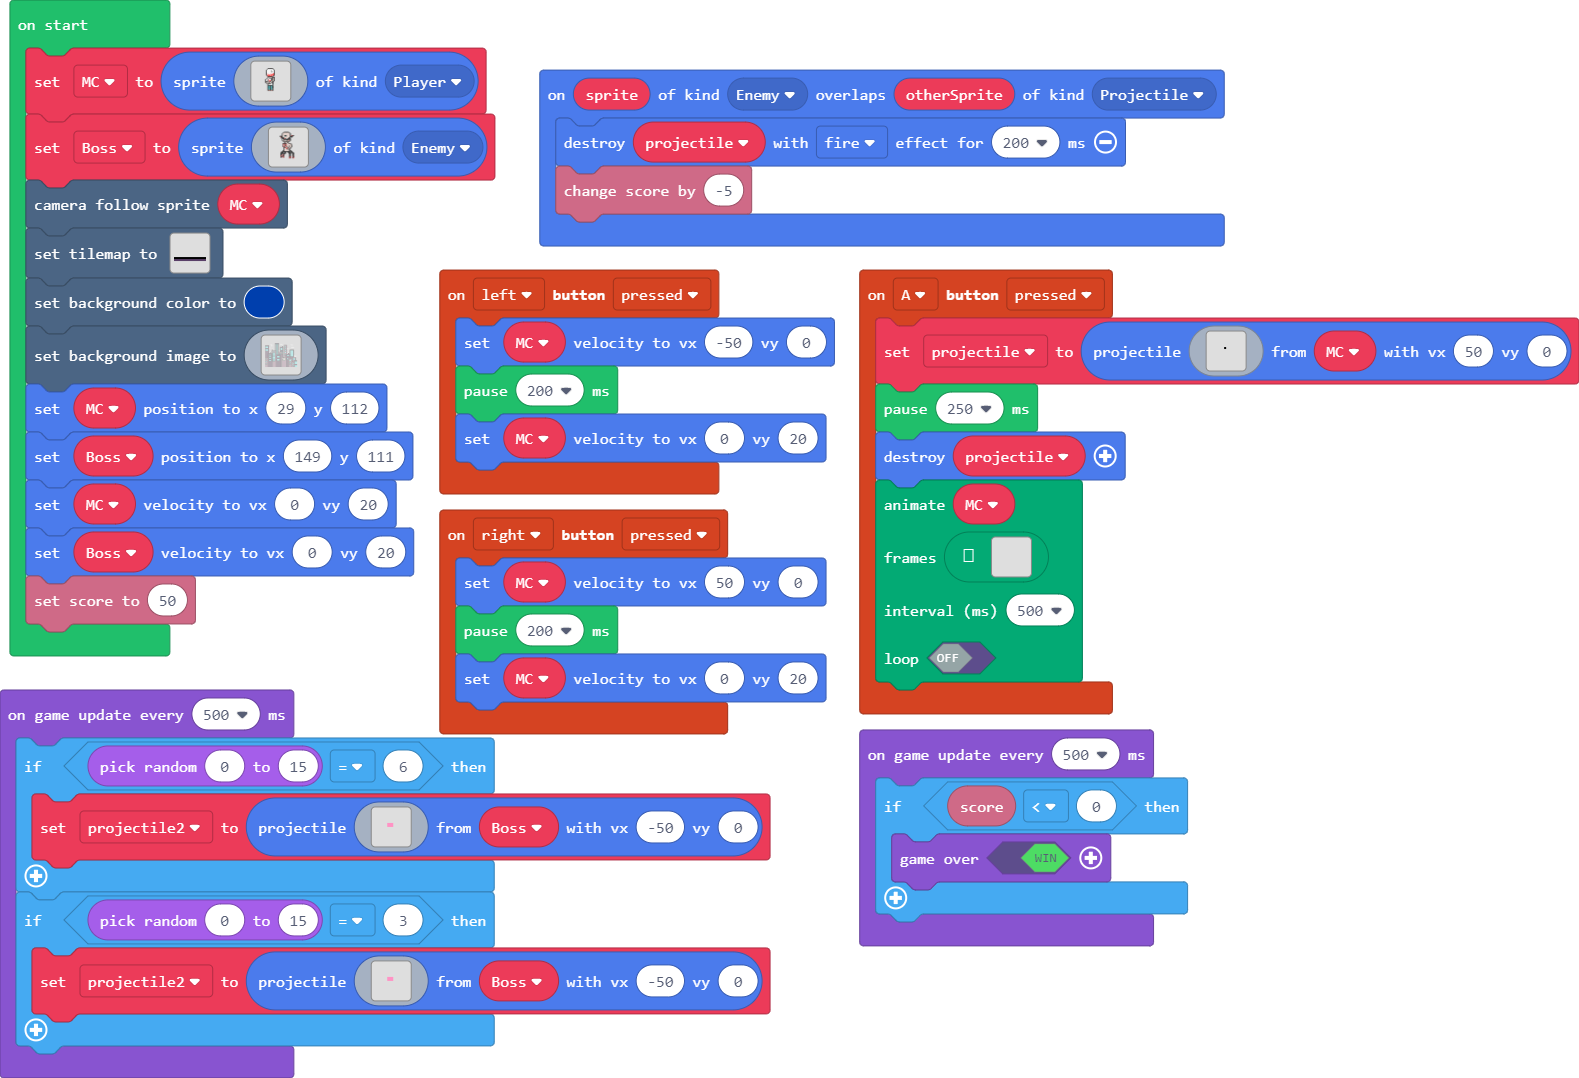 on start
set MC to sprite of kind Player
set Boss to sprite of kind Enemy
camera follow sprite MC
set tilemap to
set background color to
set background image to
set MC position to x 29 y 112
set Boss position to x 149 y 111
set MC velocity to vx 0 vy 20
set Boss velocity to vx 0 vy 20
set score to 50
on sprite of kind Enemy overlaps otherSprite of kind Projectile
destroy projectile with fire effect for 200 ms
change score by -5
on left button pressed
set MC velocity to vx -50 vy 0
pause 200 ms
set MC velocity to vx 0 vy 20
on right button pressed
set MC velocity to vx 50 vy 0
pause 200 ms
set MC velocity to vx 0 vy 20
on A button pressed
set projectile to projectile from MC with vx 50 vy 0
pause 250 ms
destroy projectile
animate MC
frames
interval (ms) 500
loop OFF
on game update every 500 ms
if pick random 0 to 15 = 6 then
set projectile2 to projectile from Boss with vx -50 vy 0
if pick random 0 to 15 = 3 then
set projectile2 to projectile from Boss with vx -50 vy 0
on game update every 500 ms
if score < 0 then
game over WIN